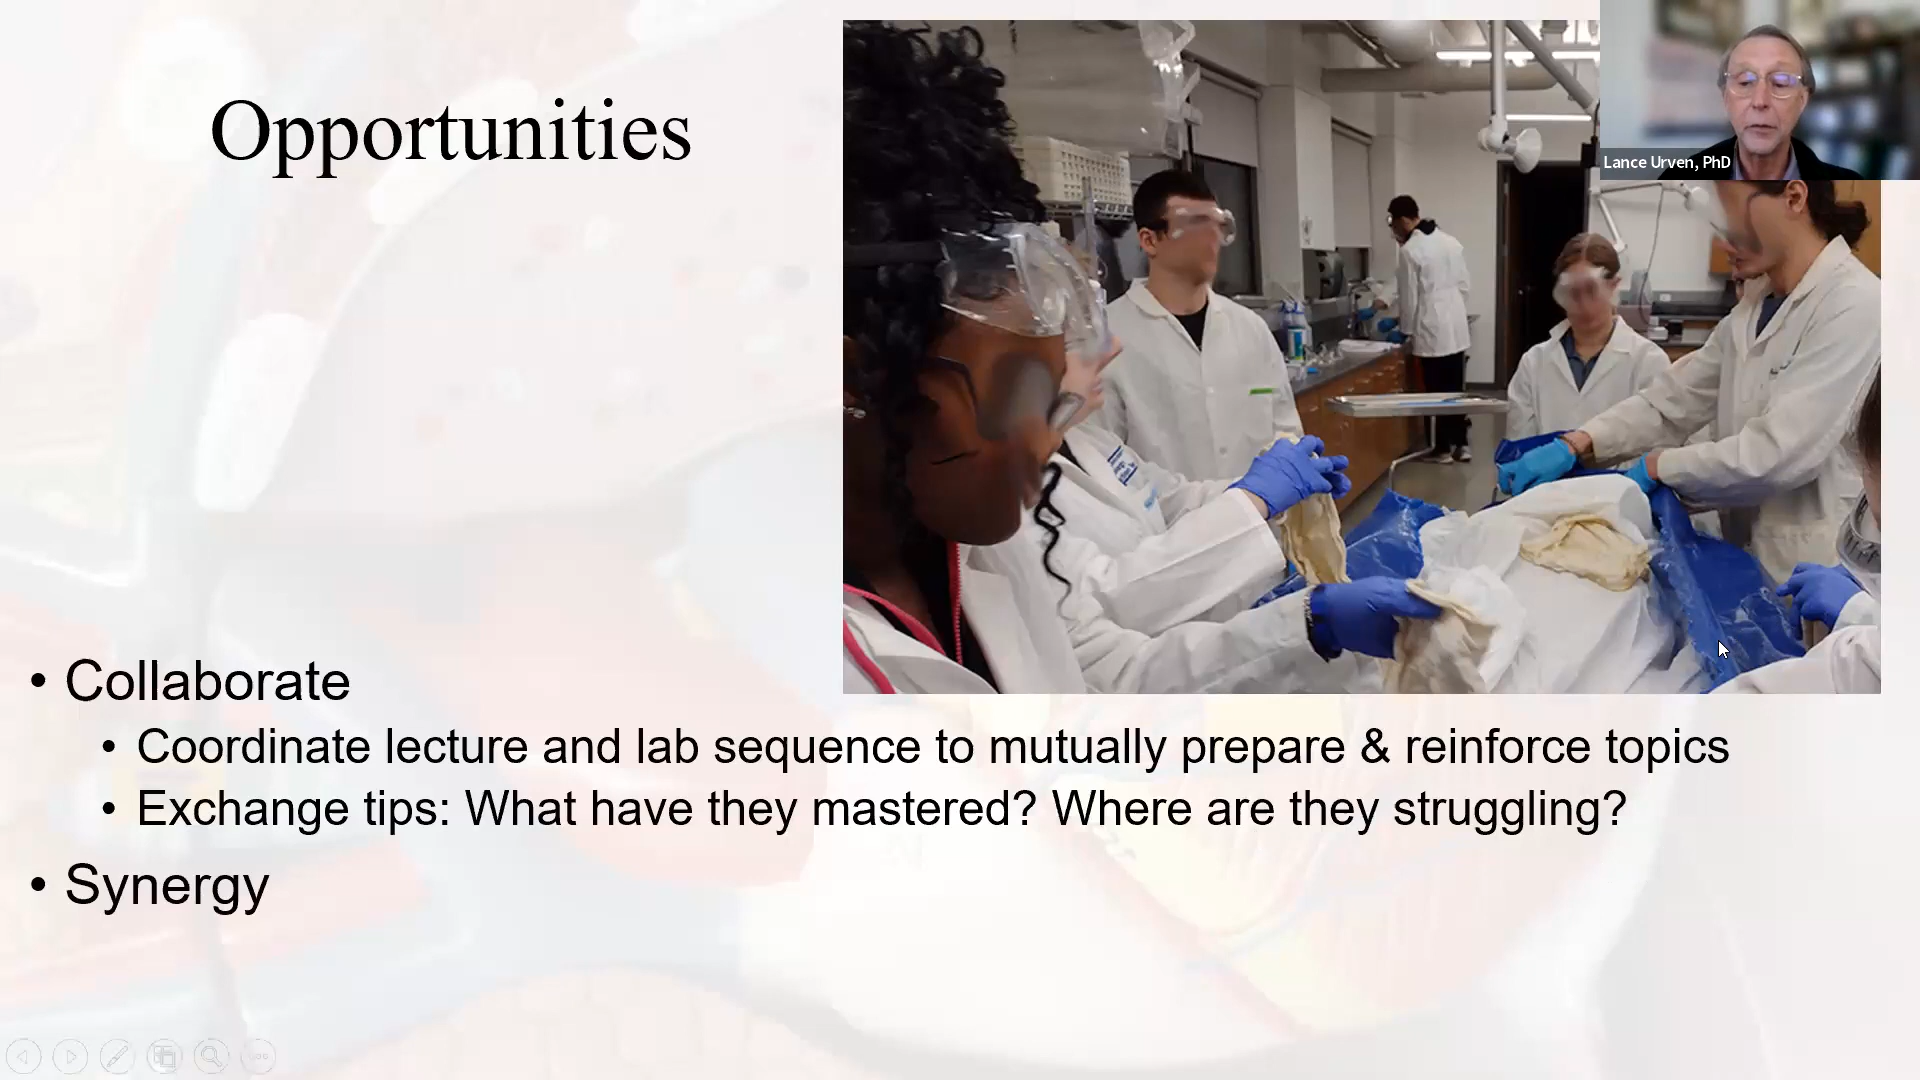 Opportunities
Lance Urven, PhD
• Collaborate
• Coordinate lecture and lab sequence to mutually prepare & reinforce topics
• Exchange tips: What have they mastered? Where are they struggling?
• Synergy